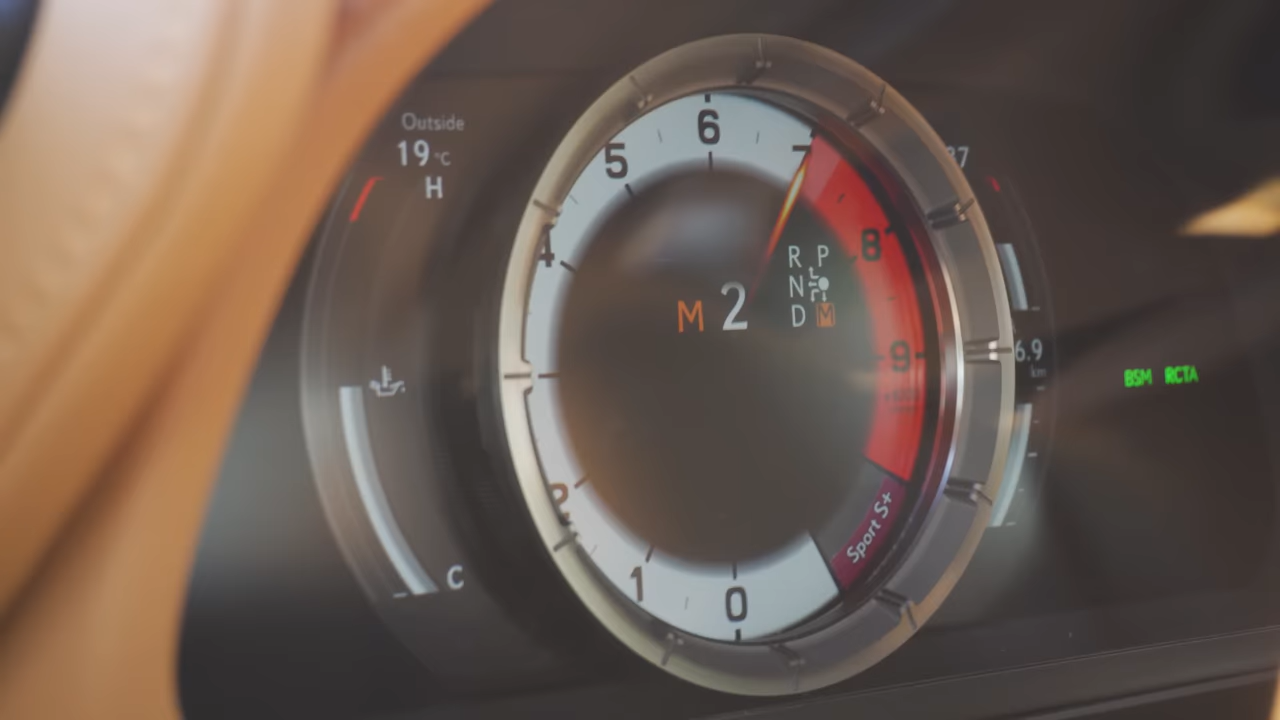 Outside
19 °C
H
C
0
1
2
4
5
6
7
8
9
M 2
R P
N
D M
Sport S+
6.9
km
BSM RCTA